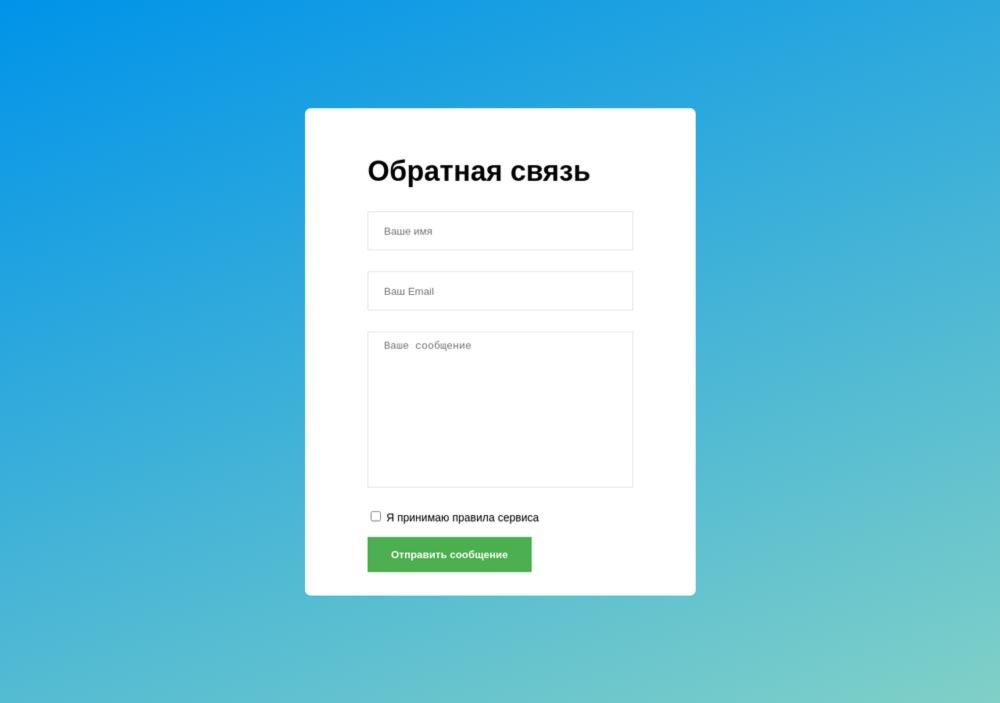 Обратная связь
Ваше имя
Ваш Email
Ваше сообщение
Я принимаю правила сервиса
Отправить сообщение